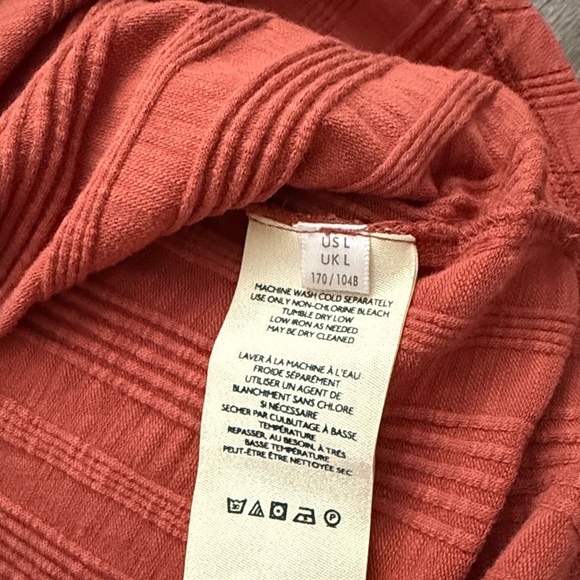 US L
UK L
170/104B
MACHINE WASH COLD SEPARATELY
USE ONLY NON-CHLORINE BLEACH
TUMBLE DRY LOW
LOW IRON AS NEEDED
MAY BE DRY CLEANED
LAVER À LA MACHINE À L'EAU
FROIDE SÉPARÉMENT
UTILISER UN AGENT DE
BLANCHIMENT SANS CHLORE
SI NÉCESSAIRE
SÉCHER PAR CULBUTAGE À BASSE
TEMPÉRATURE
REPASSER, AU BESOIN, À TRÈS
BASSE TEMPÉRATURE
PEUT-ÊTRE ÊTRE NETTOYÉE SEC
P